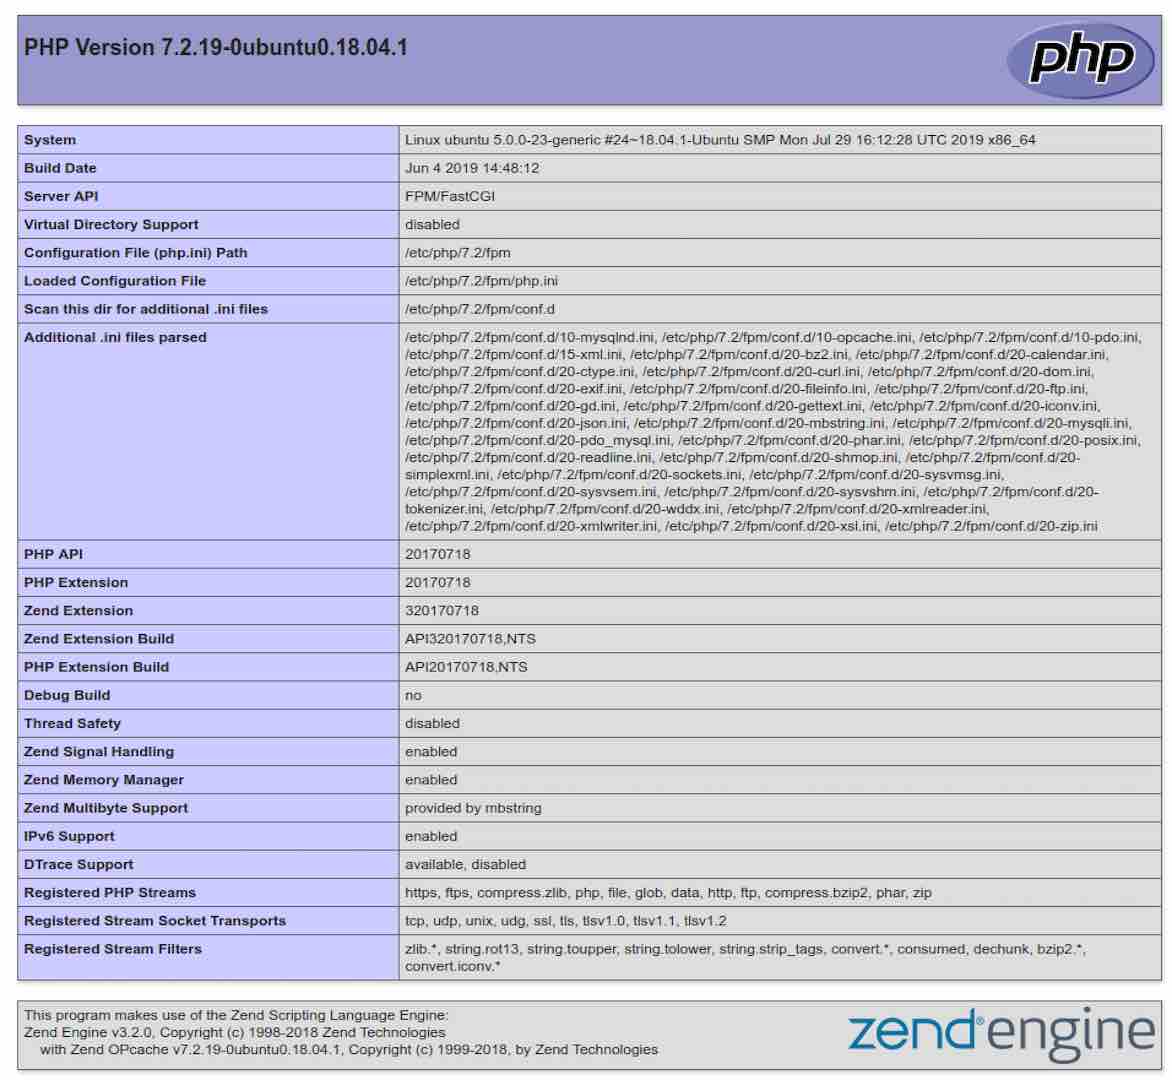 PHP Version 7.2.19-0ubuntu0.18.04.1
php
System Linux ubuntu 5.0.0-23-generic #24~18.04.1-Ubuntu SMP Mon Jul 29 16:12:28 UTC 2019 x86_64
Build Date Jun 4 2019 14:48:12
Server API FPM/FastCGI
Virtual Directory Support disabled
Configuration File (php.ini) Path /etc/php/7.2/fpm
Loaded Configuration File /etc/php/7.2/fpm/php.ini
Scan this dir for additional .ini files /etc/php/7.2/fpm/conf.d
Additional .ini files parsed /etc/php/7.2/fpm/conf.d/10-mysqlnd.ini, /etc/php/7.2/fpm/conf.d/10-opcache.ini, /etc/php/7.2/fpm/conf.d/10-pdo.ini,
/etc/php/7.2/fpm/conf.d/15-xml.ini, /etc/php/7.2/fpm/conf.d/20-bz2.ini, /etc/php/7.2/fpm/conf.d/20-calendar.ini,
/etc/php/7.2/fpm/conf.d/20-ctype.ini, /etc/php/7.2/fpm/conf.d/20-curl.ini, /etc/php/7.2/fpm/conf.d/20-dom.ini,
/etc/php/7.2/fpm/conf.d/20-exif.ini, /etc/php/7.2/fpm/conf.d/20-fileinfo.ini, /etc/php/7.2/fpm/conf.d/20-ftp.ini,
/etc/php/7.2/fpm/conf.d/20-gd.ini, /etc/php/7.2/fpm/conf.d/20-gettext.ini, /etc/php/7.2/fpm/conf.d/20-iconv.ini,
/etc/php/7.2/fpm/conf.d/20-json.ini, /etc/php/7.2/fpm/conf.d/20-mbstring.ini, /etc/php/7.2/fpm/conf.d/20-mysqli.ini,
/etc/php/7.2/fpm/conf.d/20-pdo_mysql.ini, /etc/php/7.2/fpm/conf.d/20-phar.ini, /etc/php/7.2/fpm/conf.d/20-posix.ini,
/etc/php/7.2/fpm/conf.d/20-readline.ini, /etc/php/7.2/fpm/conf.d/20-shmop.ini, /etc/php/7.2/fpm/conf.d/20-
simplexml.ini, /etc/php/7.2/fpm/conf.d/20-sockets.ini, /etc/php/7.2/fpm/conf.d/20-sysvmsg.ini,
/etc/php/7.2/fpm/conf.d/20-sysvsem.ini, /etc/php/7.2/fpm/conf.d/20-sysvshm.ini, /etc/php/7.2/fpm/conf.d/20-
tokenizer.ini, /etc/php/7.2/fpm/conf.d/20-wddx.ini, /etc/php/7.2/fpm/conf.d/20-xmlreader.ini,
/etc/php/7.2/fpm/conf.d/20-xmlwriter.ini, /etc/php/7.2/fpm/conf.d/20-xsl.ini, /etc/php/7.2/fpm/conf.d/20-zip.ini
PHP API 20170718
PHP Extension 20170718
Zend Extension 320170718
Zend Extension Build API320170718,NTS
PHP Extension Build API20170718,NTS
Debug Build no
Thread Safety disabled
Zend Signal Handling enabled
Zend Memory Manager enabled
Zend Multibyte Support provided by mbstring
IPv6 Support enabled
DTrace Support available, disabled
Registered PHP Streams https, ftps, compress.zlib, php, file, glob, data, http, ftp, compress.bzip2, phar, zip
Registered Stream Socket Transports tcp, udp, unix, udg, ssl, tls, tlsv1.0, tlsv1.1, tlsv1.2
Registered Stream Filters zlib.*, string.rot13, string.toupper, string.tolower, string.strip_tags, convert.*, consumed, dechunk, bzip2.*,
convert.iconv.*
This program makes use of the Zend Scripting Language Engine:
Zend Engine v3.2.0, Copyright (c) 1998-2018 Zend Technologies
with Zend OPcache v7.2.19-0ubuntu0.18.04.1, Copyright (c) 1999-2018, by Zend Technologies
zend® engine